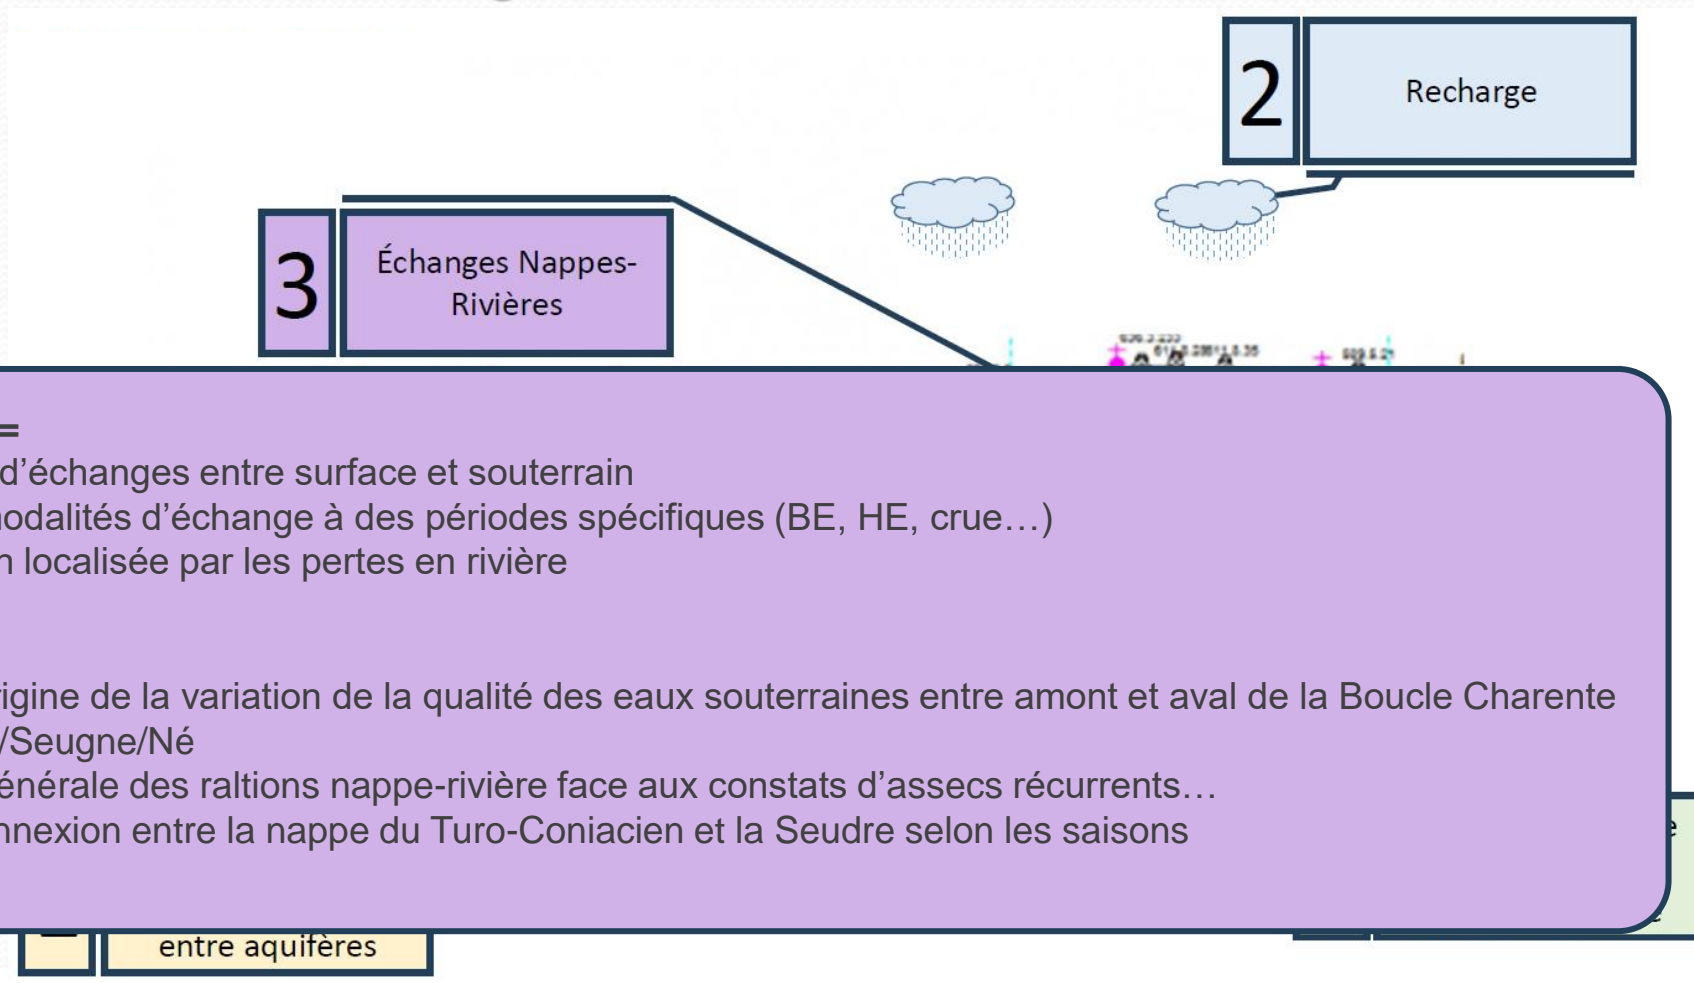 2
Recharge
3
Échanges Nappes-
Rivières
=
d’échanges entre surface et souterrain
modalités d’échange à des périodes spécifiques (BE, HE, crue…)
n localisée par les pertes en rivière
rigine de la variation de la qualité des eaux souterraines entre amont et aval de la Boucle Charente
/Seugne/Né
énérale des raltions nappe-rivière face aux constats d’assecs récurrents…
nnexion entre la nappe du Turo-Coniacien et la Seudre selon les saisons
entre aquifères